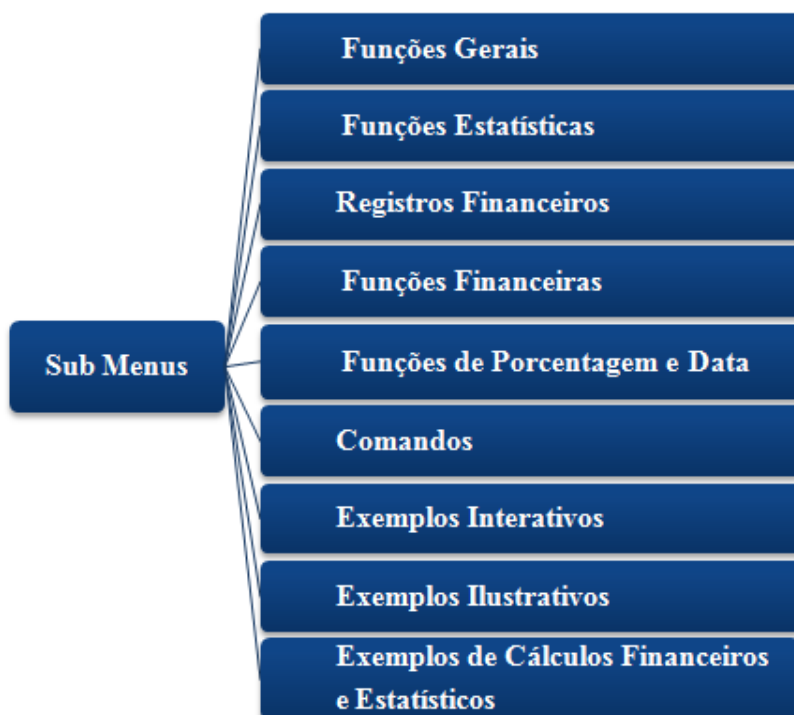 Funções Gerais
Funções Estatísticas
Registros Financeiros
Funções Financeiras
Sub Menus
Funções de Porcentagem e Data
Comandos
Exemplos Interativos
Exemplos Ilustrativos
Exemplos de Cálculos Financeiros
e Estatísticos